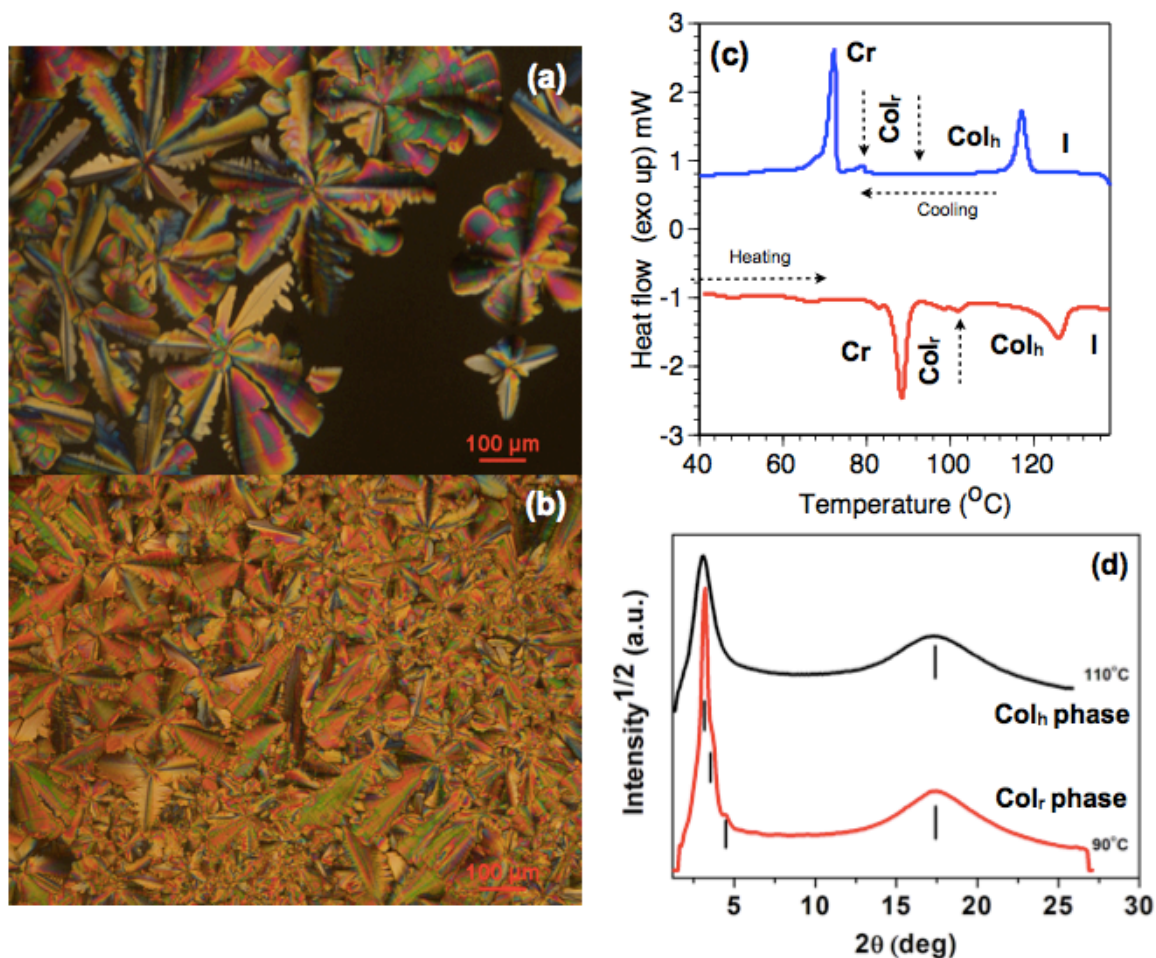 (a)
100 µm
(b)
100 µm
(c)
Heat flow (exo up) mW
3
2
1
0
-1
-2
-3
Cr
Colr
Colh
I
Cooling
Heating
Cr
Colr
Colh
I
40 60 80 100 120
Temperature (°C)
(d)
Intensity1/2 (a.u.)
110°C
Colh phase
Colr phase
90°C
5 10 15 20 25 30
2θ (deg)